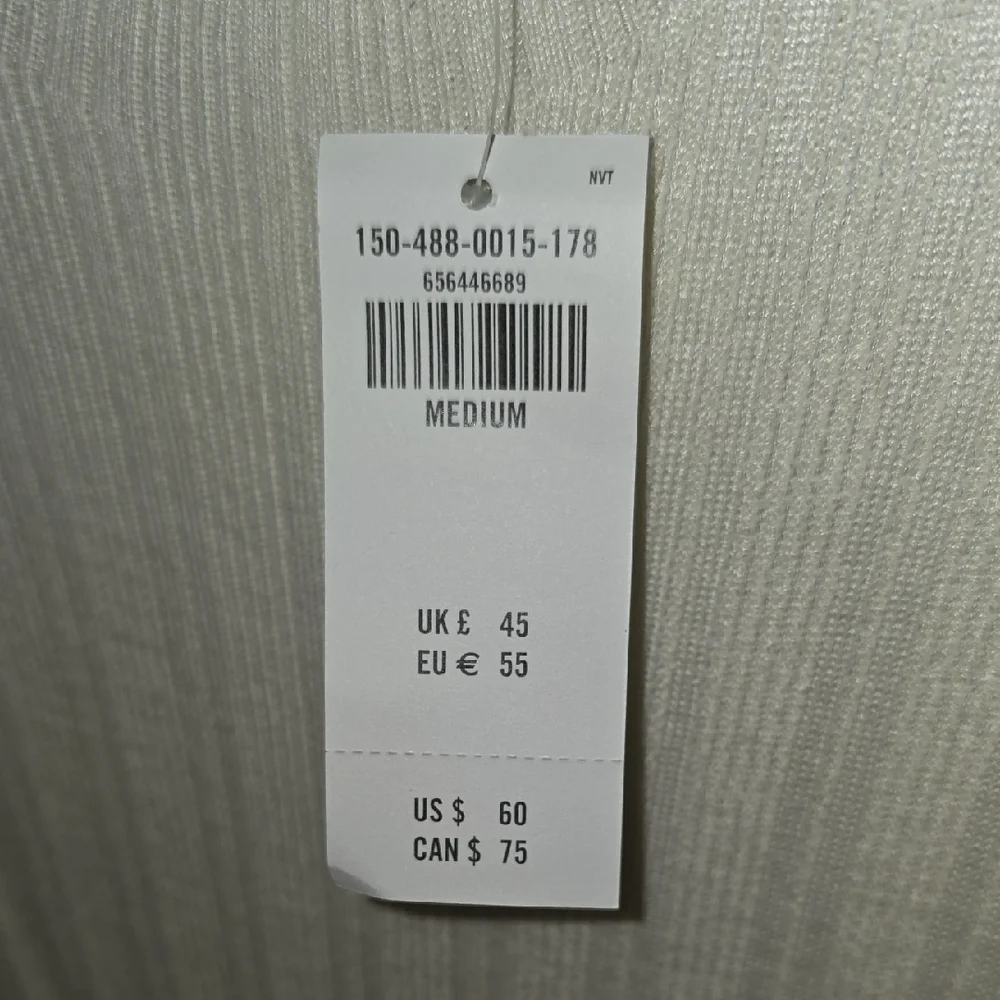 NVT
150-488-0015-178
656446689
MEDIUM
UK £ 45
EU € 55
US $ 60
CAN $ 75